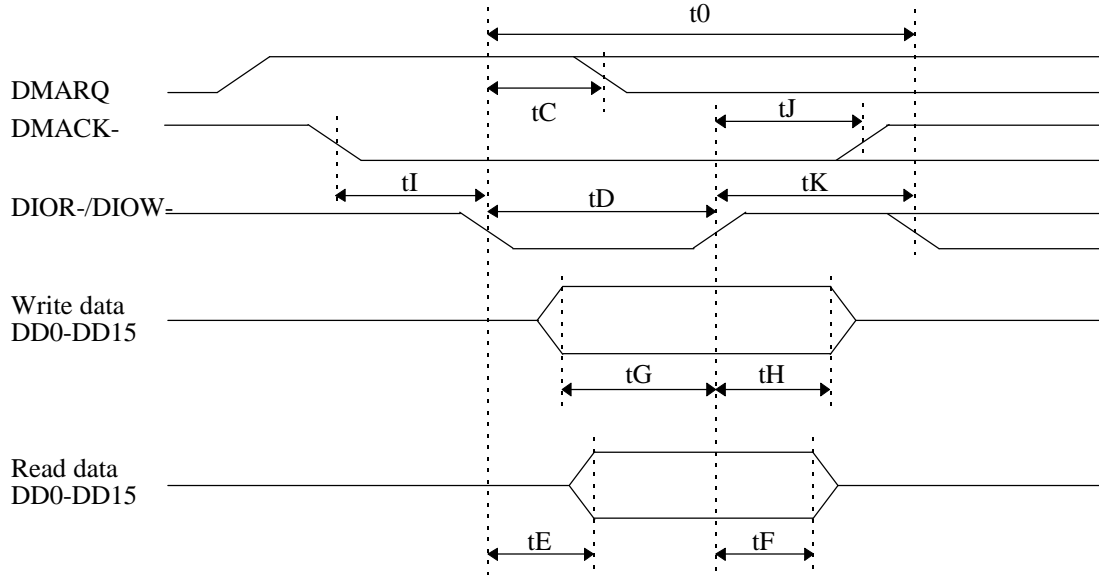 t0
DMARQ
tC
tJ
DMACK-
tI
tK
tD
DIOR-/DIOW-
Write data
DD0-DD15
tG
tH
Read data
DD0-DD15
tE
tF